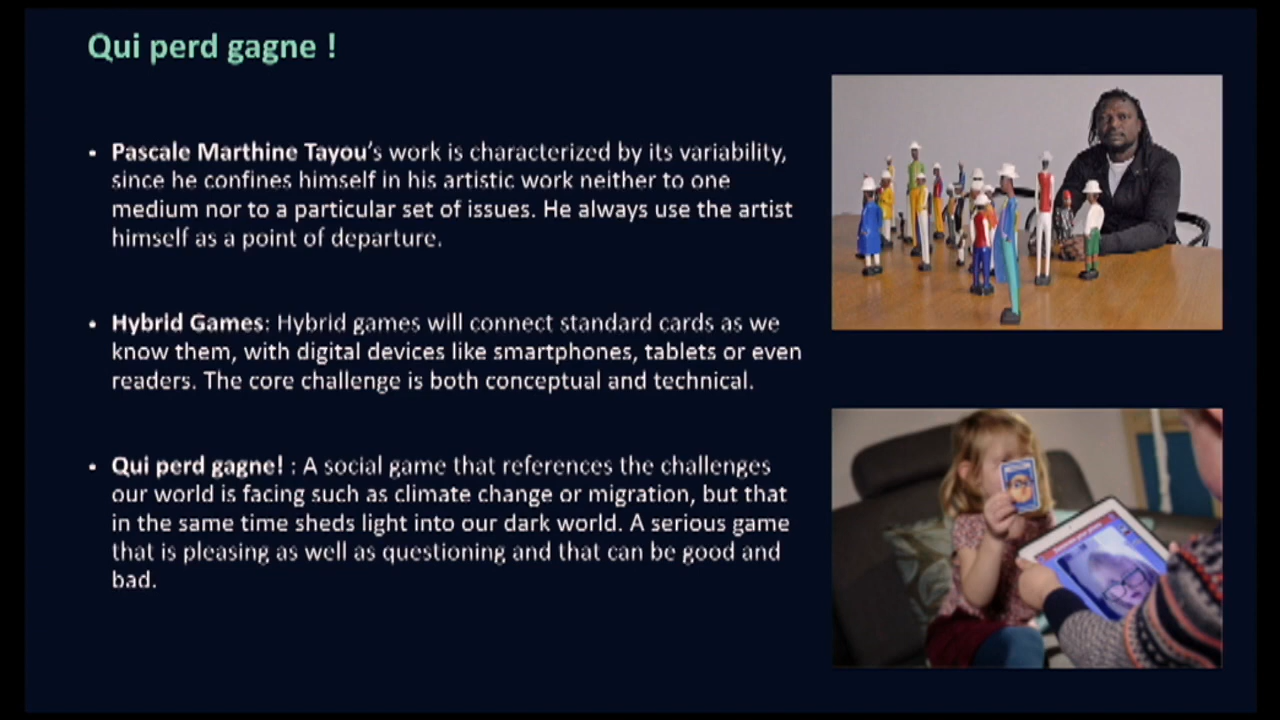 Qui perd gagne !
• Pascale Marthine Tayou's work is characterized by its variability,
since he confines himself in his artistic work neither to one
medium nor to a particular set of issues. He always use the artist
himself as a point of departure.
• Hybrid Games: Hybrid games will connect standard cards as we
know them, with digital devices like smartphones, tablets or even
readers. The core challenge is both conceptual and technical.
• Qui perd gagne! : A social game that references the challenges
our world is facing such as climate change or migration, but that
in the same time sheds light into our dark world. A serious game
that is pleasing as well as questioning and that can be good and
bad.